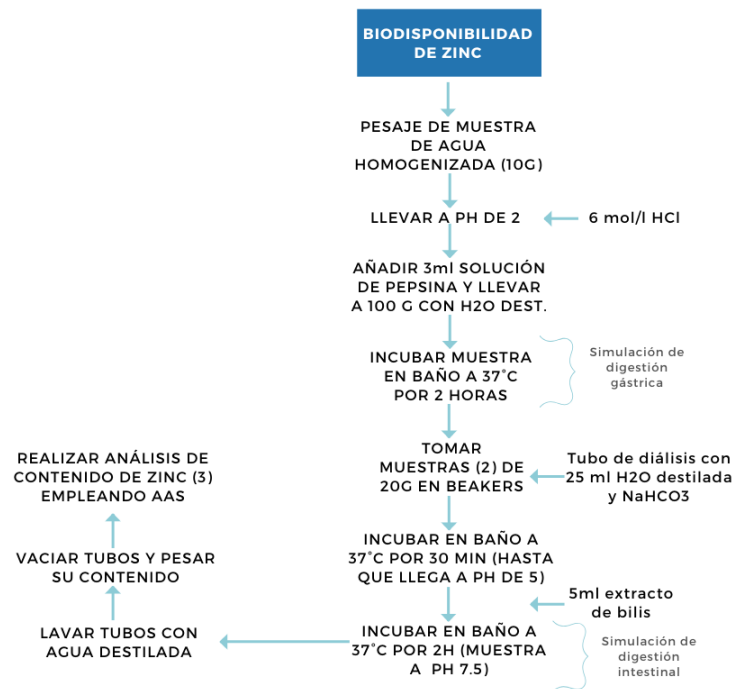 BIODISPONIBILIDAD
DE ZINC
PESAJE DE MUESTRA
DE AGUA
HOMOGENIZADA (10G)
LLEVAR A PH DE 2
6 mol/l HCl
AÑADIR 3ml SOLUCIÓN
DE PEPSINA Y LLEVAR
A 100 G CON H2O DEST.
INCUBAR MUESTRA
EN BAÑO A 37°C
POR 2 HORAS
Simulación de
digestión
gástrica
TOMAR
MUESTRAS (2) DE
20G EN BEAKERS
Tubo de diálisis con
25 ml H2O destilada
y NaHCO3
INCUBAR EN BAÑO A
37°C POR 30 MIN (HASTA
QUE LLEGA A PH DE 5)
5ml extracto
de bilis
INCUBAR EN BAÑO A
37°C POR 2H (MUESTRA
A PH 7.5)
Simulación de
digestión
intestinal
LAVAR TUBOS CON
AGUA DESTILADA
VACIAR TUBOS Y PESAR
SU CONTENIDO
REALIZAR ANÁLISIS DE
CONTENIDO DE ZINC (3)
EMPLEANDO AAS